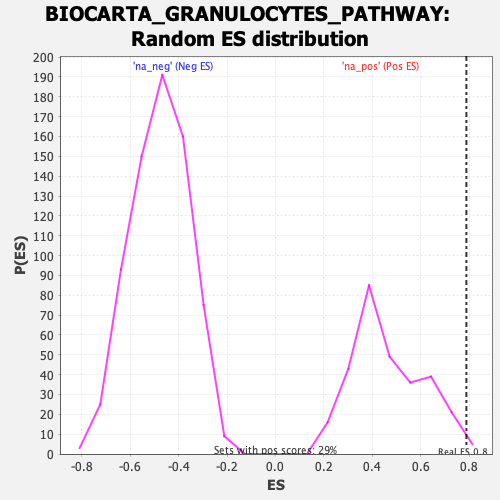 BIOCARTA_GRANULOCYTES_PATHWAY:
Random ES distribution
'na_neg' (Neg ES)
'na_pos' (Pos ES)
200
190
180
170
160
150
140
130
120
110
100
90
80
70
60
50
40
30
20
10
0
P(ES)
Sets with pos scores: 29%
Real ES 0.8
-0.8 -0.6 -0.4 -0.2 0.0 0.2 0.4 0.6 0.8
ES